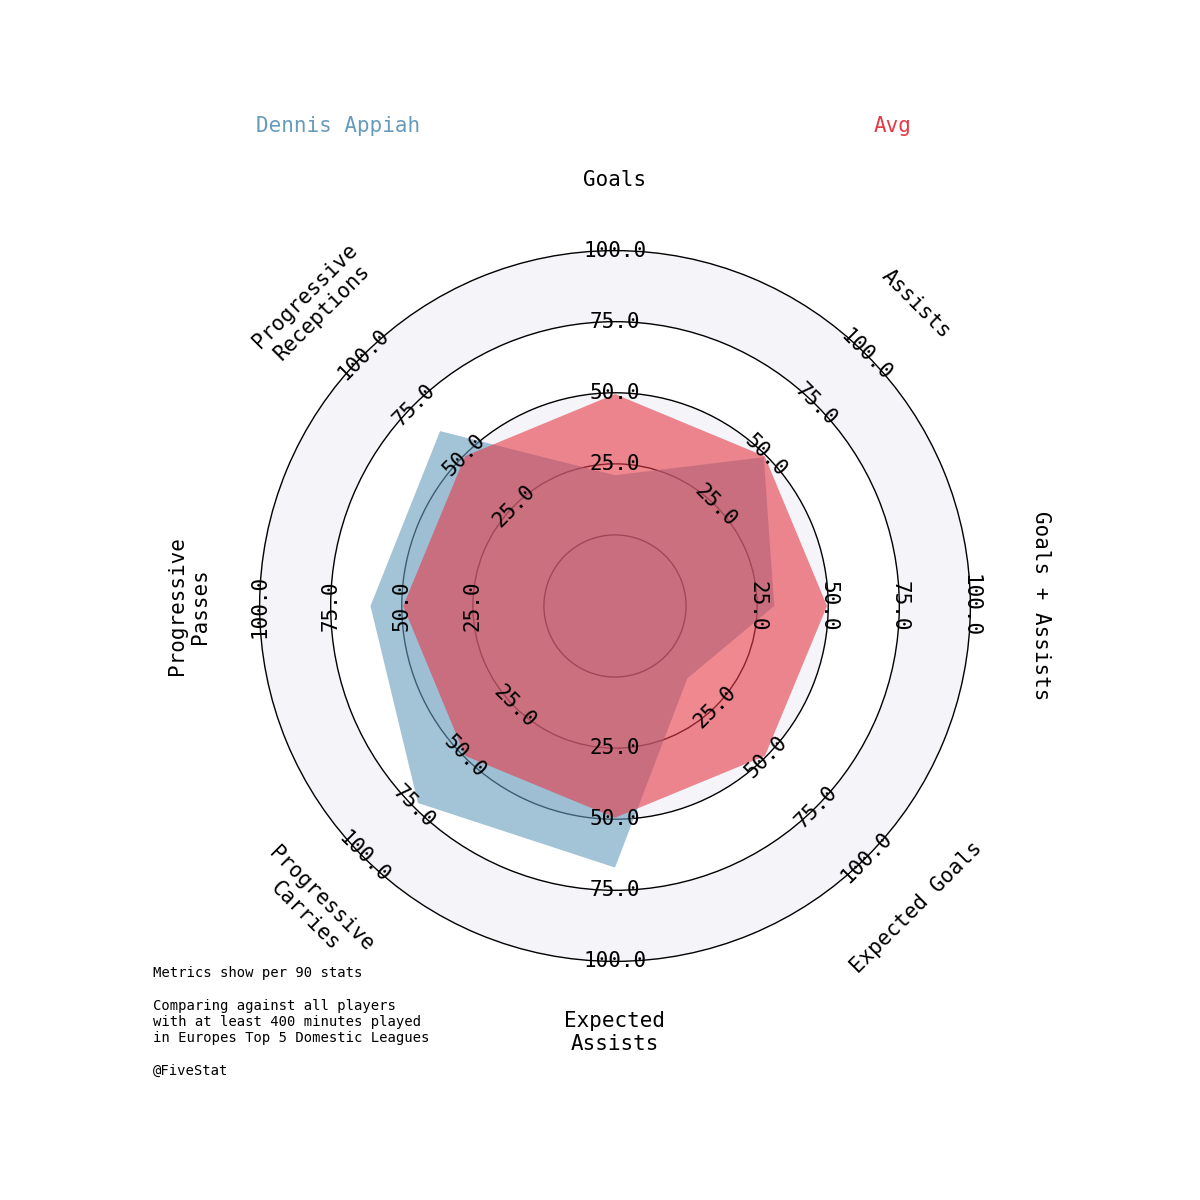 Dennis Appiah
Avg
Goals
Assists
Goals + Assists
Expected Goals
Expected
Assists
Progressive
Carries
Progressive
Passes
Progressive
Receptions
25.0
50.0
75.0
100.0
25.0
50.0
75.0
100.0
25.0
50.0
75.0
100.0
25.0
50.0
75.0
100.0
25.0
50.0
75.0
100.0
25.0
50.0
75.0
100.0
25.0
50.0
75.0
100.0
25.0
50.0
75.0
100.0
Metrics show per 90 stats
Comparing against all players
with at least 400 minutes played
in Europes Top 5 Domestic Leagues
@FiveStat